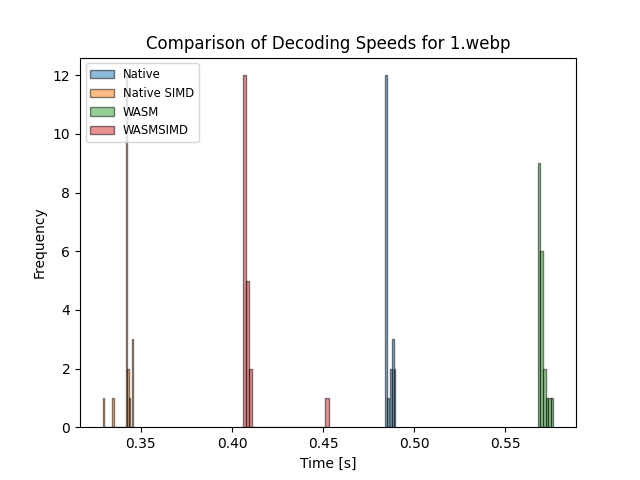 Comparison of Decoding Speeds for 1.webp
Native
Native SIMD
WASM
WASMSIMD
12
10
8
6
4
2
0
Frequency
0.35 0.40 0.45 0.50 0.55
Time [s]